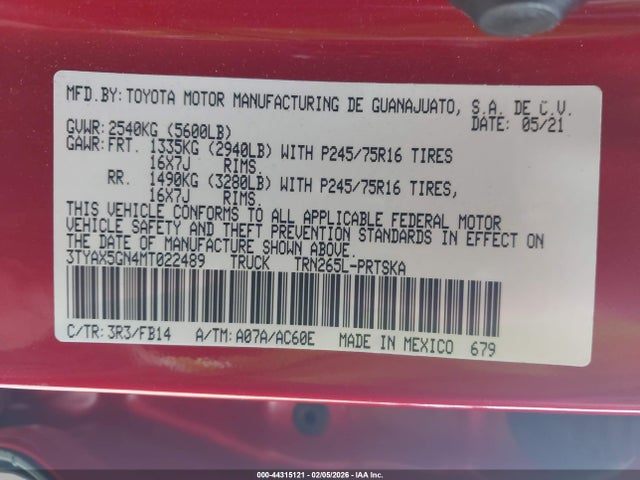 MFD.BY:TOYOTA MOTOR MANUFACTURING DE GUANAJUATO, S.A. DE C.V.
GVWR:2540KG (5600LB) DATE: 05/21
GAWR:FRT. 1335KG (2940LB) WITH P245/75R16 TIRES
16X7J RIMS.
RR. 1490KG (3280LB) WITH P245/75R16 TIRES,
16X7J RIMS.
THIS VEHICLE CONFORMS TO ALL APPLICABLE FEDERAL MOTOR
VEHICLE SAFETY AND THEFT PREVENTION STANDARDS IN EFFECT ON
THE DATE OF MANUFACTURE SHOWN ABOVE.
3TYAX5GN4MT022489 TRUCK TRN265L-PRTSKA
C/TR:3R3/FB14 A/TM:A07A/AC60E MADE IN MEXICO 679
000-44315121 - 02/05/2026 - IAA Inc.